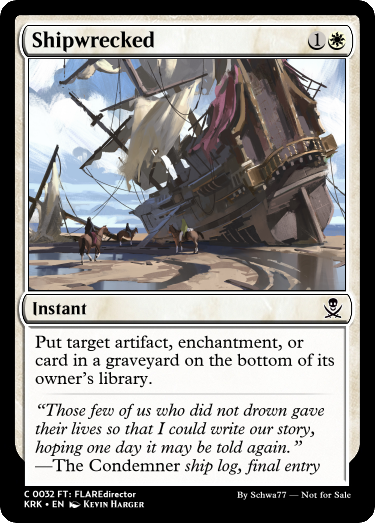 Shipwrecked 1
Instant
Put target artifact, enchantment, or
card in a graveyard on the bottom of its
owner's library.
“Those few of us who did not drown gave
their lives so that I could write our story,
hoping one day it may be told again.”
—The Condemner ship log, final entry
C 0032 FT: FLAREdirector
KRK • EN Kevin Harger
By Schwa77 — Not for Sale